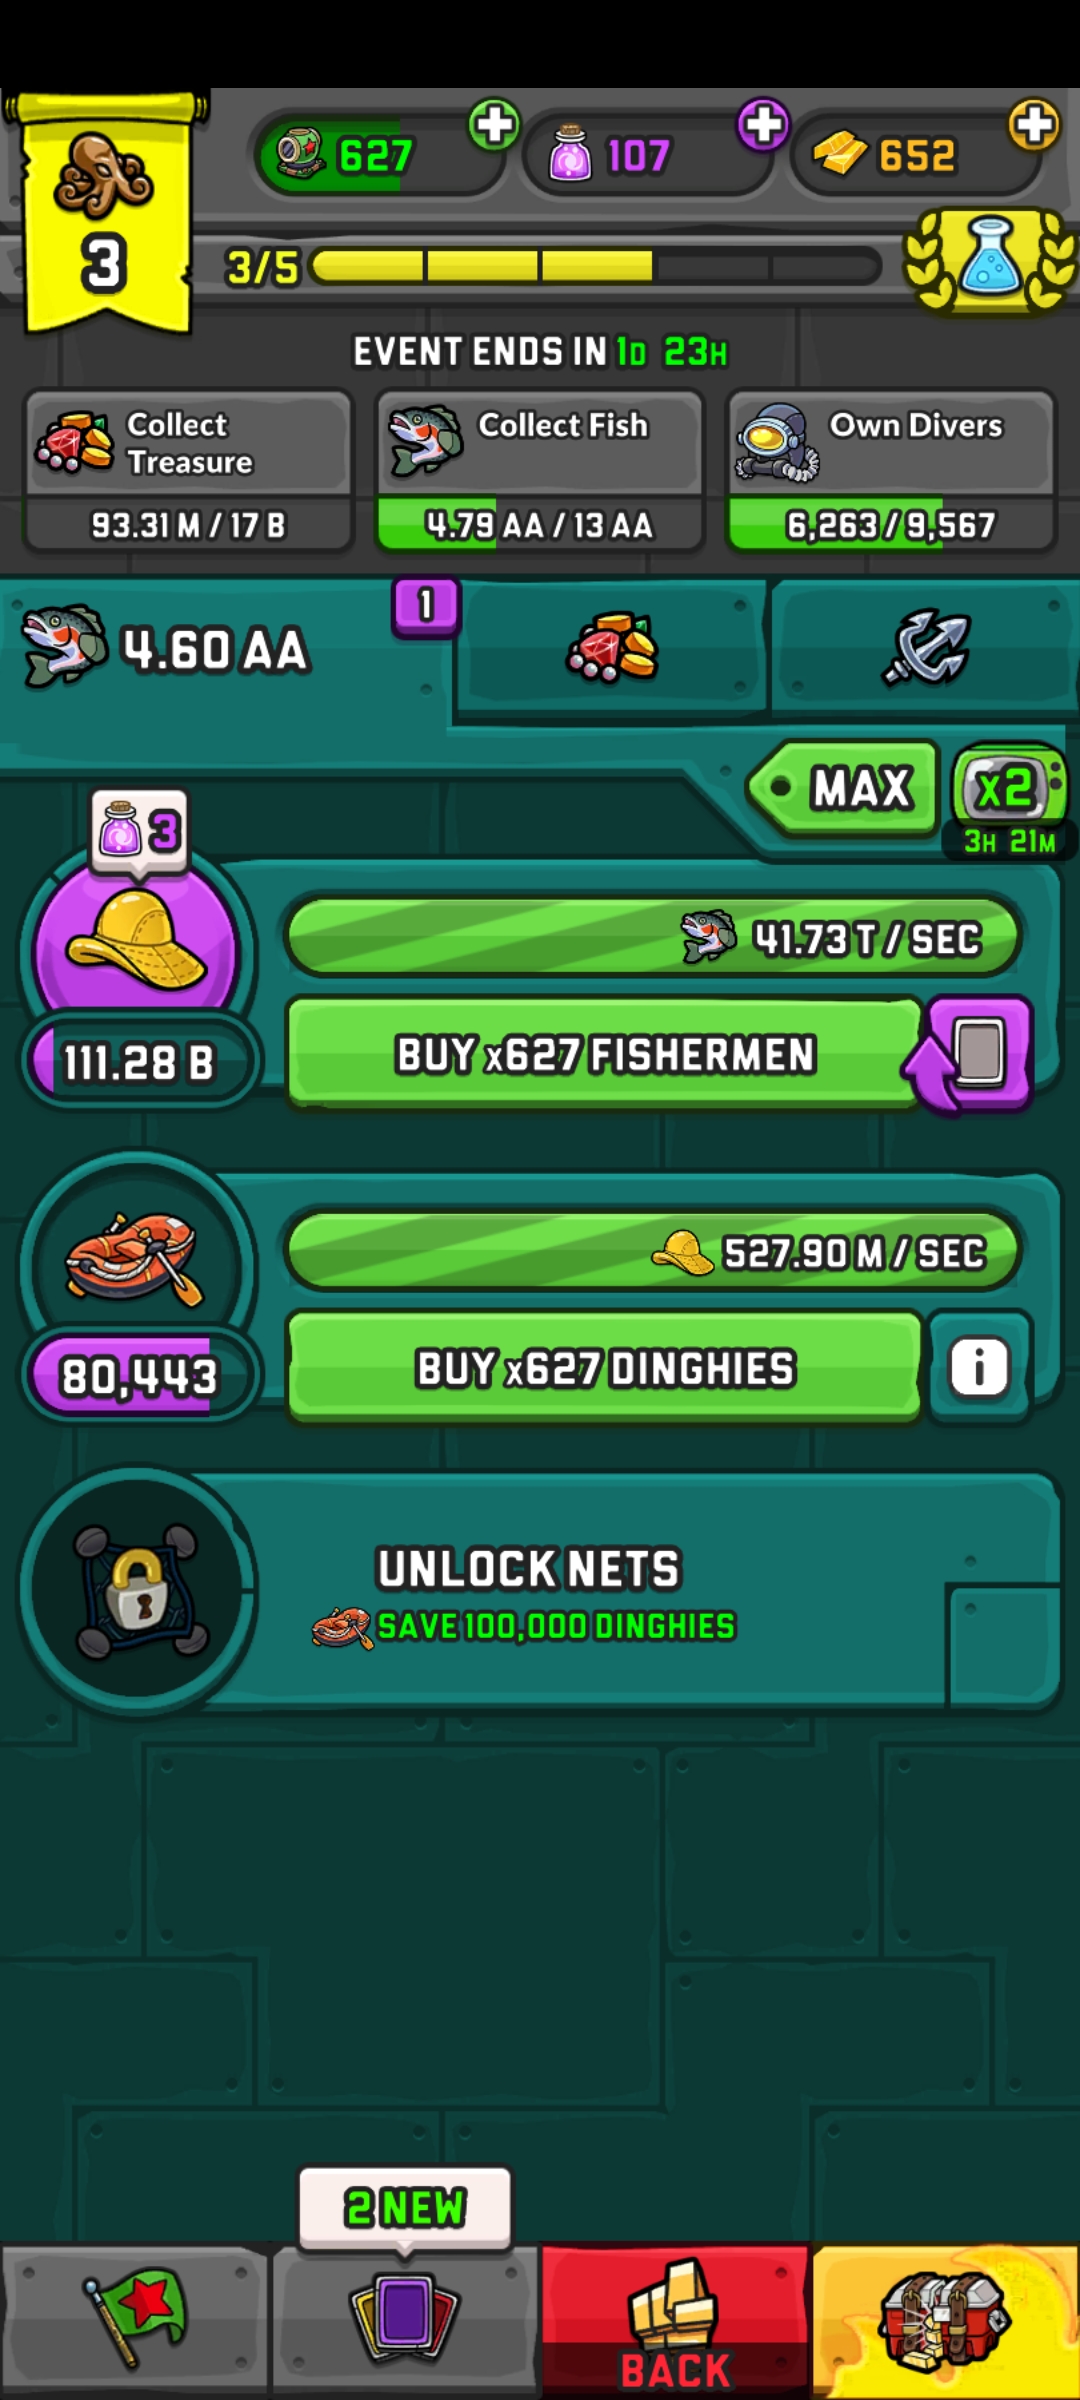 627
107
652
3
3/5
EVENT ENDS IN 1D 23H
Collect
Treasure
93.31 M / 17 B
Collect Fish
4.79 AA / 13 AA
Own Divers
6,263 / 9,567
4.60 AA
1
MAX
x2
3H 21M
3
41.73 T / SEC
111.28 B
BUY x627 FISHERMEN
527.90 M / SEC
80,443
BUY x627 DINGHIES
i
UNLOCK NETS
SAVE 100,000 DINGHIES
2 NEW
BACK